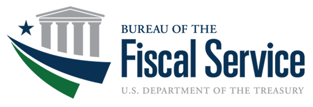 BUREAU OF THE
Fiscal Service
U.S. DEPARTMENT OF THE TREASURY